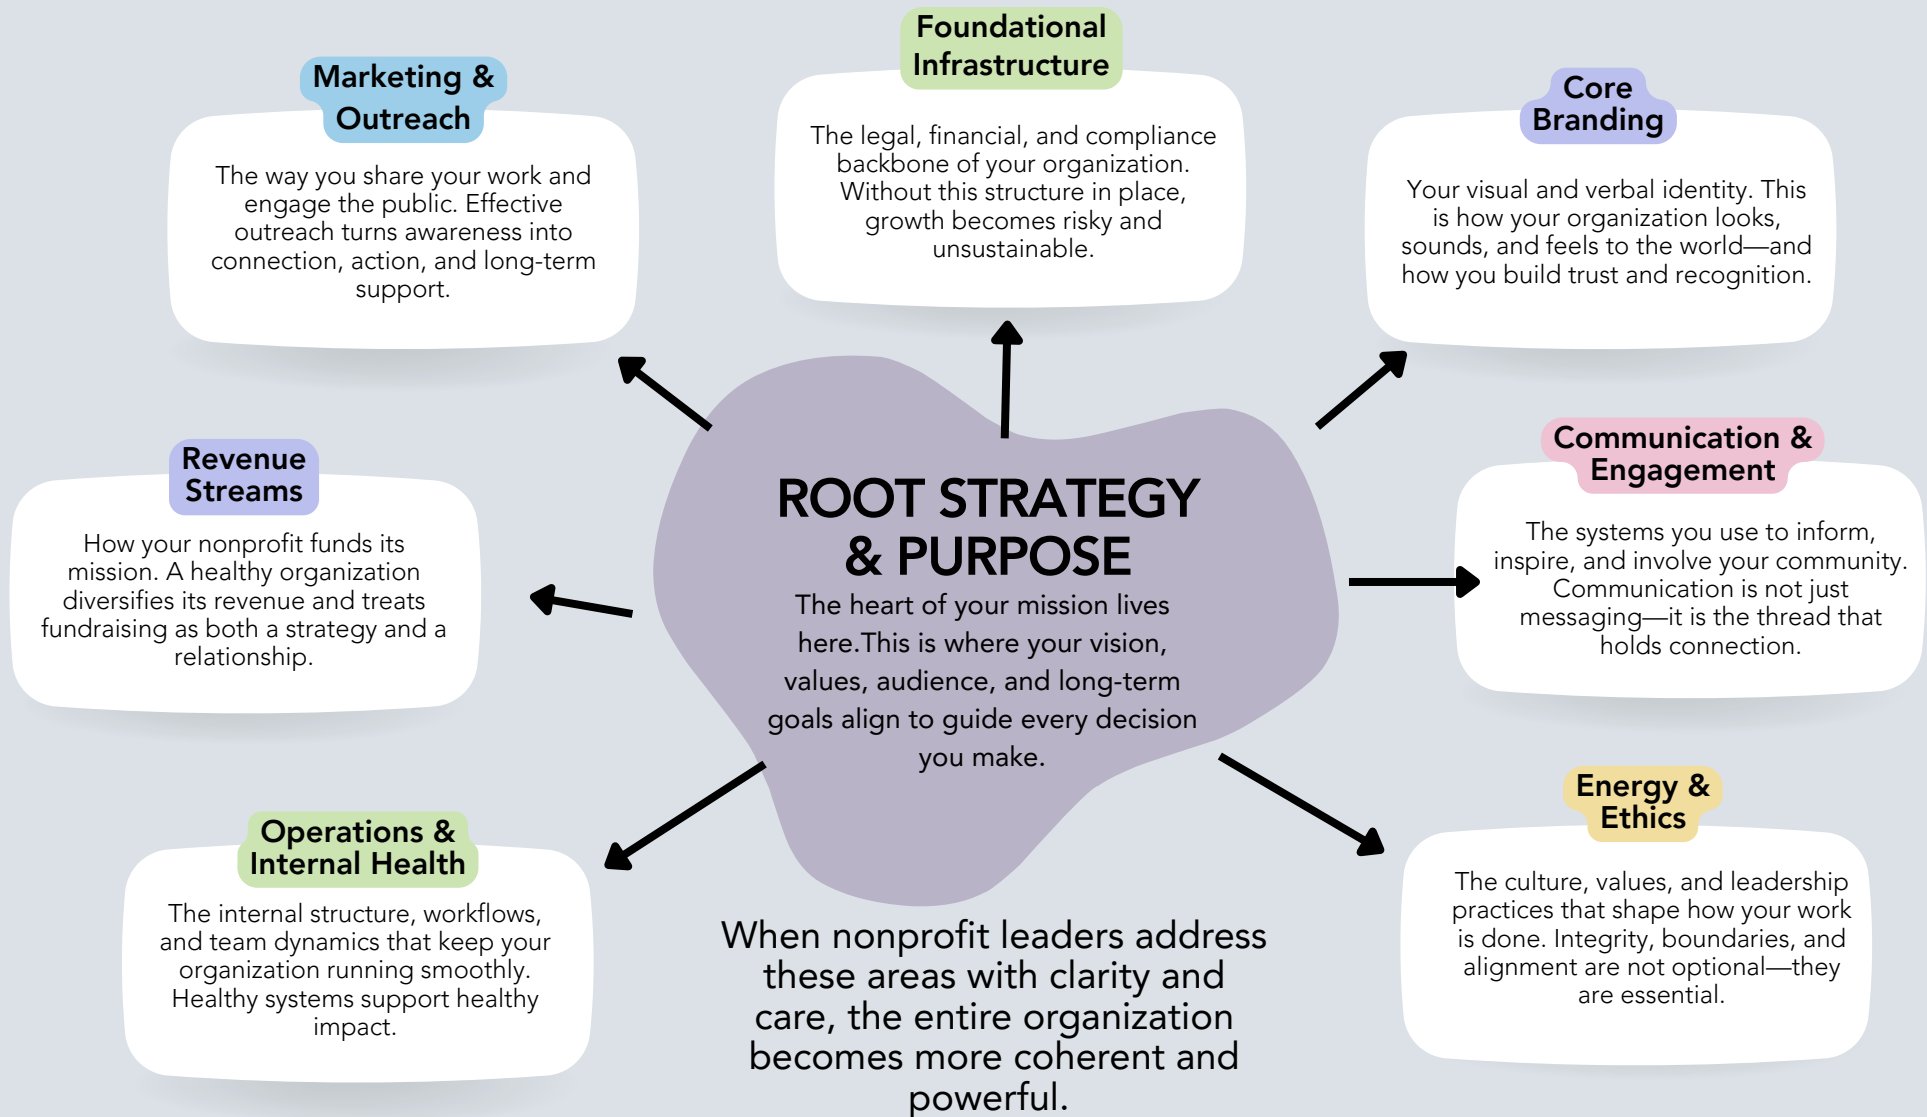 Foundational
Infrastructure
The legal, financial, and compliance
backbone of your organization.
Without this structure in place,
growth becomes risky and
unsustainable.
Marketing &
Outreach
The way you share your work and
engage the public. Effective
outreach turns awareness into
connection, action, and long-term
support.
Core
Branding
Your visual and verbal identity. This
is how your organization looks,
sounds, and feels to the world—and
how you build trust and recognition.
Revenue
Streams
How your nonprofit funds its
mission. A healthy organization
diversifies its revenue and treats
fundraising as both a strategy and a
relationship.
ROOT STRATEGY
& PURPOSE
The heart of your mission lives
here.This is where your vision,
values, audience, and long-term
goals align to guide every decision
you make.
Communication &
Engagement
The systems you use to inform,
inspire, and involve your community.
Communication is not just
messaging—it is the thread that
holds connection.
Operations &
Internal Health
The internal structure, workflows,
and team dynamics that keep your
organization running smoothly.
Healthy systems support healthy
impact.
Energy &
Ethics
The culture, values, and leadership
practices that shape how your work
is done. Integrity, boundaries, and
alignment are not optional—they
are essential.
When nonprofit leaders address
these areas with clarity and
care, the entire organization
becomes more coherent and
powerful.